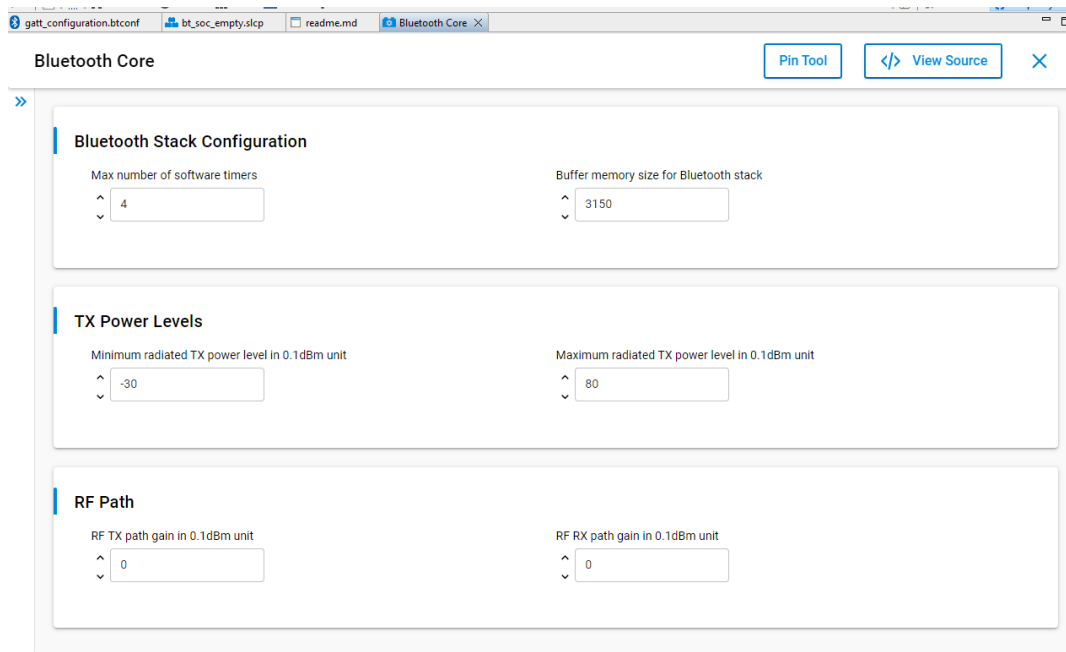 gatt_configuration.btconf bt_soc_empty.slcp readme.md Bluetooth Core
Bluetooth Core Pin Tool </> View Source
Bluetooth Stack Configuration
Max number of software timers Buffer memory size for Bluetooth stack
4 3150
TX Power Levels
Minimum radiated TX power level in 0.1dBm unit Maximum radiated TX power level in 0.1dBm unit
-30 80
RF Path
RF TX path gain in 0.1dBm unit RF RX path gain in 0.1dBm unit
0 0